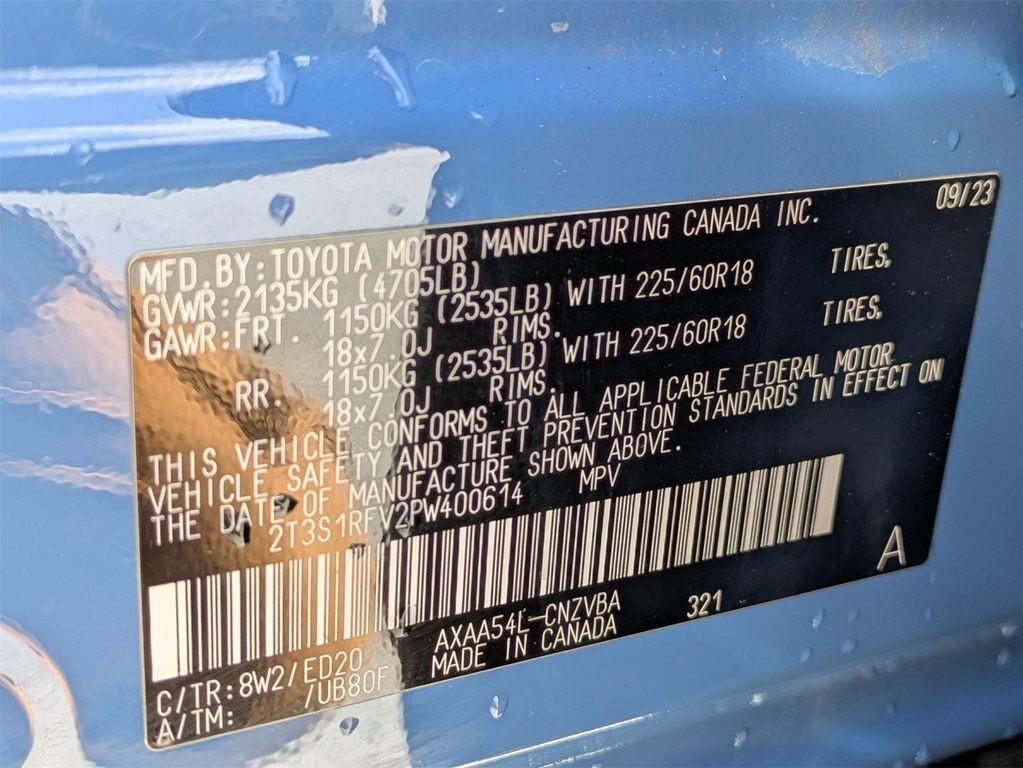 09/23
MFD.BY:TOYOTA MOTOR MANUFACTURING CANADA INC.
GVWR:2135KG (4705LB)
GAWR:FRT. 1150KG (2535LB) WITH 225/60R18 TIRES,
18x7.0J RIMS.
RR. 1150KG (2535LB) WITH 225/60R18 TIRES,
18x7.0J RIMS.
THIS VEHICLE CONFORMS TO ALL APPLICABLE FEDERAL MOTOR
VEHICLE SAFETY AND THEFT PREVENTION STANDARDS IN EFFECT ON
THE DATE OF MANUFACTURE SHOWN ABOVE.
2T3S1RFV2PW400614 MPV
A
AXAA54L-CNZVBA 321
C/TR:8W2/ED20 MADE IN CANADA
A/TM: /UB80F